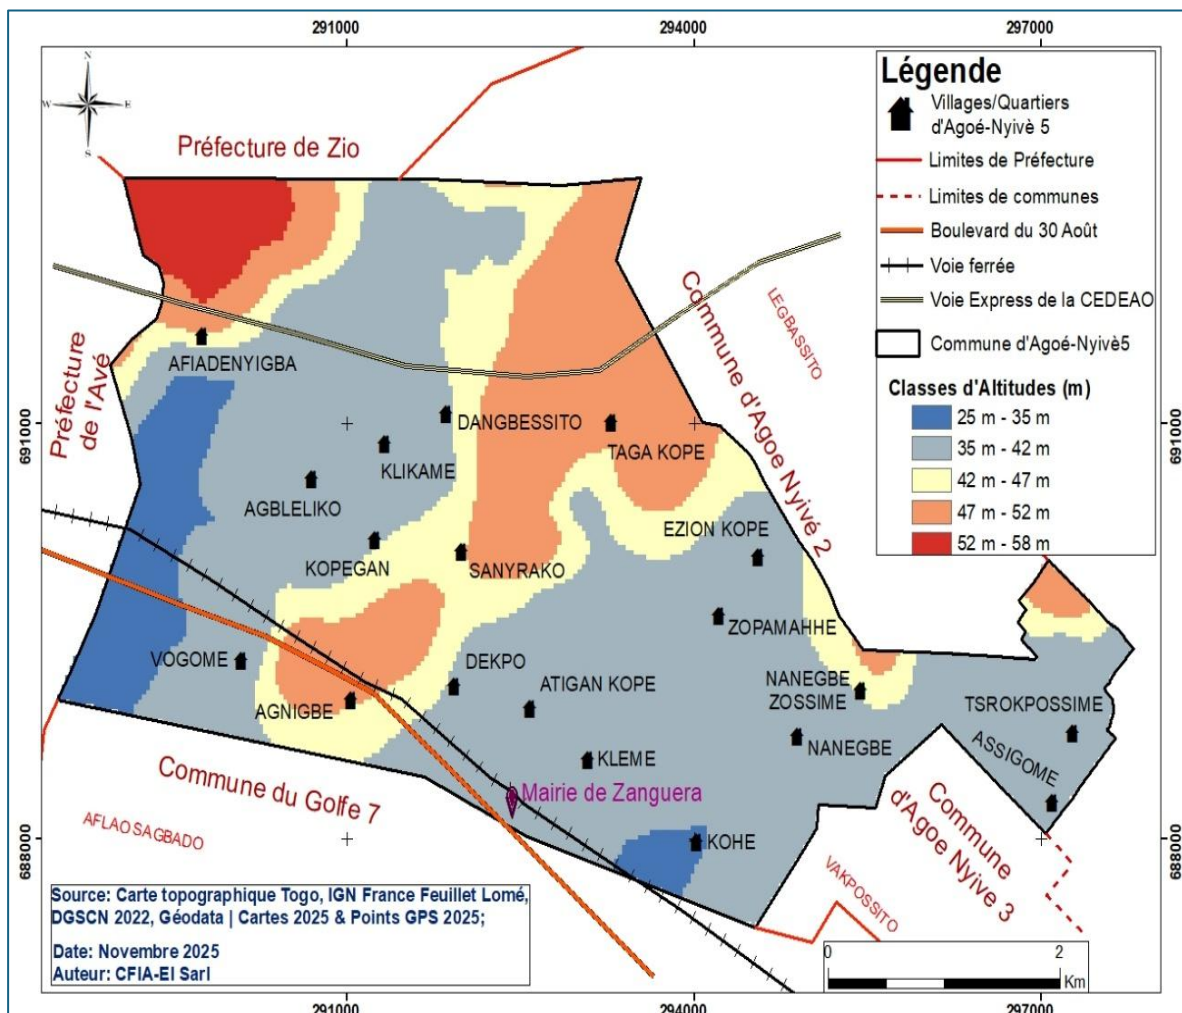 291000
294000
297000
N
W
E
S
Préfecture de Zio
Préfecture
de l'Avé
Commune d'Agoe Nyivé 2
LEGBASSITO
AFIADENYIGBA
DANGBESSITO
TAGA KOPE
KLIKAME
AGBLELIKO
EZION KOPE
KOPEGAN
SANYRAKO
ZOPAMAHHE
VOGOME
DEKPO
ATIGAN KOPE
NANEGBE
ZOSSIME
AGNIGBE
TSROKPOSSIME
NANEGBE
ASSIGOME
KLEME
Mairie de Zanguera
Commune du Golfe 7
AFLAO SAGBADO
KOHE
Commune
d'Agoe Nyive 3
VAKPOSSITO
691000
688000
691000
688000
Légende
Villages/Quartiers
d'Agoé-Nyivè 5
Limites de Préfecture
Limites de communes
Boulevard du 30 Août
Voie ferrée
Voie Express de la CEDEAO
Commune d'Agoé-Nyivè5
Classes d'Altitudes (m)
25 m - 35 m
35 m - 42 m
42 m - 47 m
47 m - 52 m
52 m - 58 m
Source: Carte topographique Togo, IGN France Feuillet Lomé,
DGSCN 2022, Géodata | Cartes 2025 & Points GPS 2025;
Date: Novembre 2025
Auteur: CFIA-EI Sarl
0
2
Km
291000
294000
297000